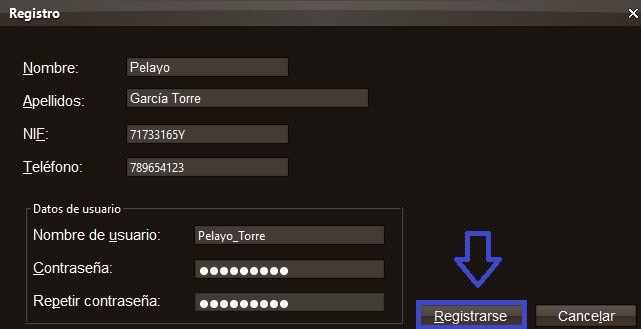 Registro
Nombre: Pelayo
Apellidos: García Torre
NIF: 71733165Y
Teléfono: 789654123
Datos de usuario
Nombre de usuario: Pelayo_Torre
Contraseña: ●●●●●●●●●
Repetir contraseña: ●●●●●●●●●
Registrarse Cancelar